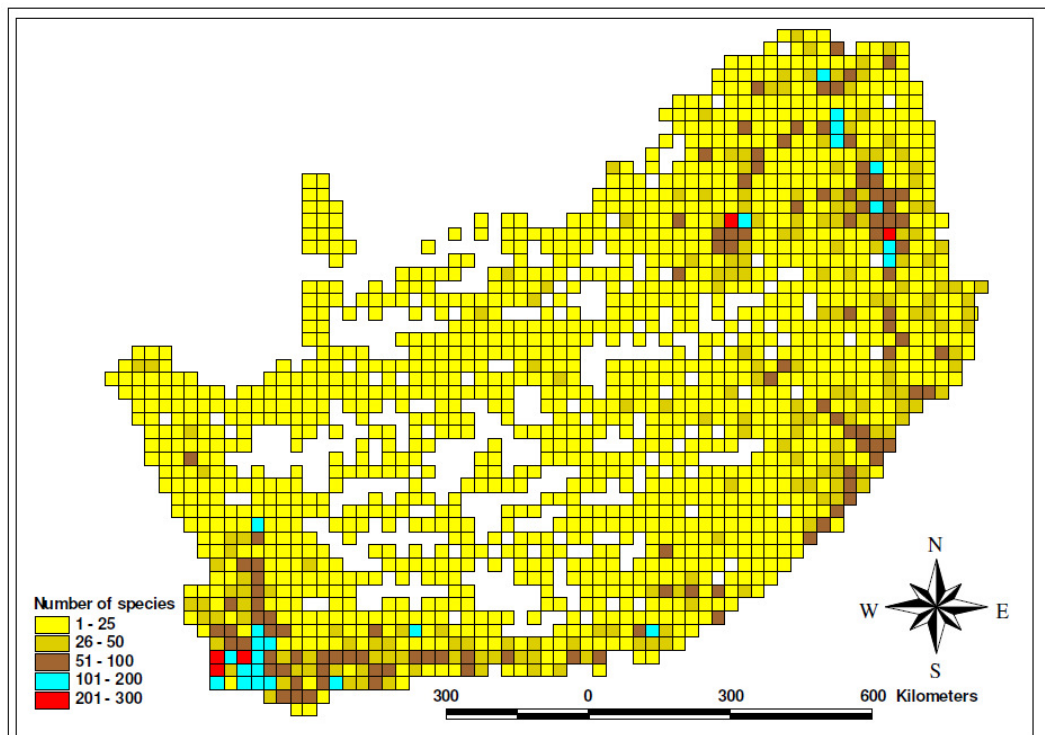 N
W E
S
Number of species
1 - 25
26 - 50
51 - 100
101 - 200
201 - 300
300 0 300 600 Kilometers